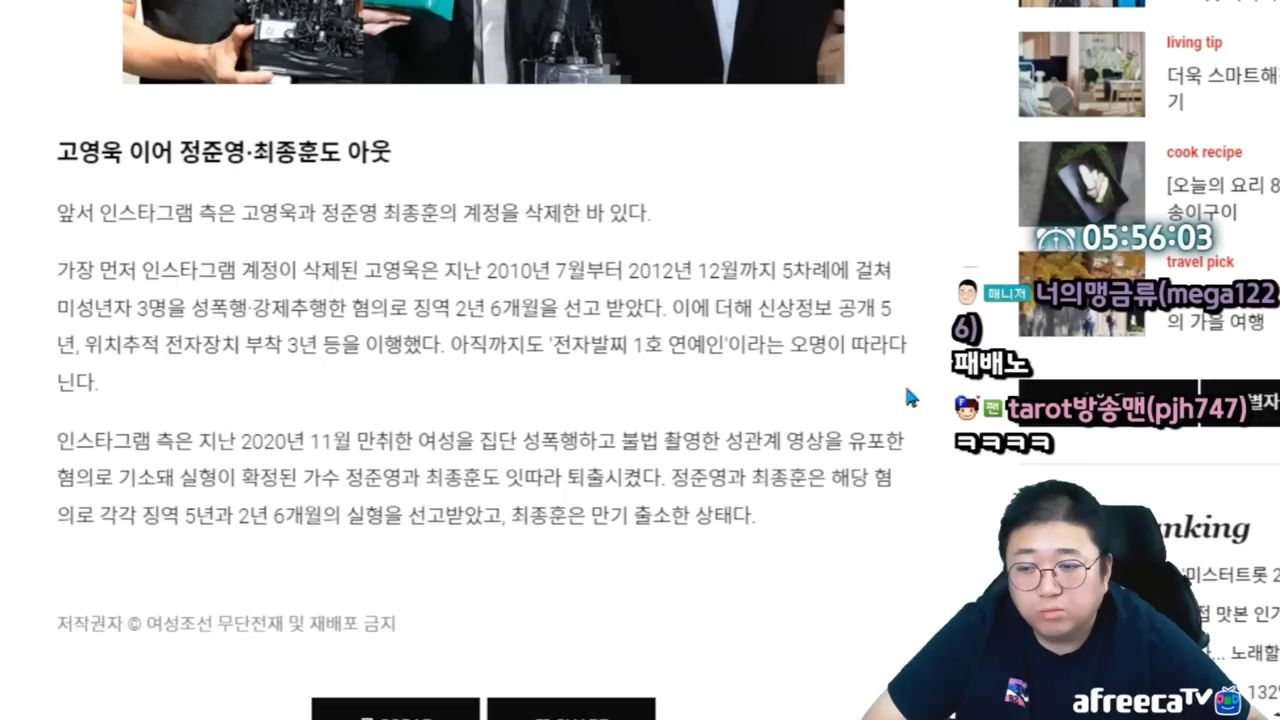 고영욱 이어 정준영·최종훈도 아웃
앞서 인스타그램 측은 고영욱과 정준영 최종훈의 계정을 삭제한 바 있다.
가장 먼저 인스타그램 계정이 삭제된 고영욱은 지난 2010년 7월부터 2012년 12월까지 5차례에 걸쳐
미성년자 3명을 성폭행·강제추행한 혐의로 징역 2년 6개월을 선고 받았다. 이에 더해 신상정보 공개 5
년, 위치추적 전자장치 부착 3년 등을 이행했다. 아직까지도 '전자발찌 1호 연예인'이라는 오명이 따라다
닌다.
인스타그램 측은 지난 2020년 11월 만취한 여성을 집단 성폭행하고 불법 촬영한 성관계 영상을 유포한
혐의로 기소돼 실형이 확정된 가수 정준영과 최종훈도 잇따라 퇴출시켰다. 정준영과 최종훈은 해당 혐
의로 각각 징역 5년과 2년 6개월의 실형을 선고받았고, 최종훈은 만기 출소한 상태다.
저작권자 © 여성조선 무단전재 및 재배포 금지
living tip
더욱 스마트해
기
cook recipe
[오늘의 요리 8
송이구이
05:56:03
travel pick
의 가을 여행
매니저 너의맹금류(mega122
6)
패배노
팬 tarot방송맨(pjh747)
ㅋㅋㅋㅋ
별자
nking
'미스터트롯 2
점 맛본 인기
... 노래할
132
afreecaTV